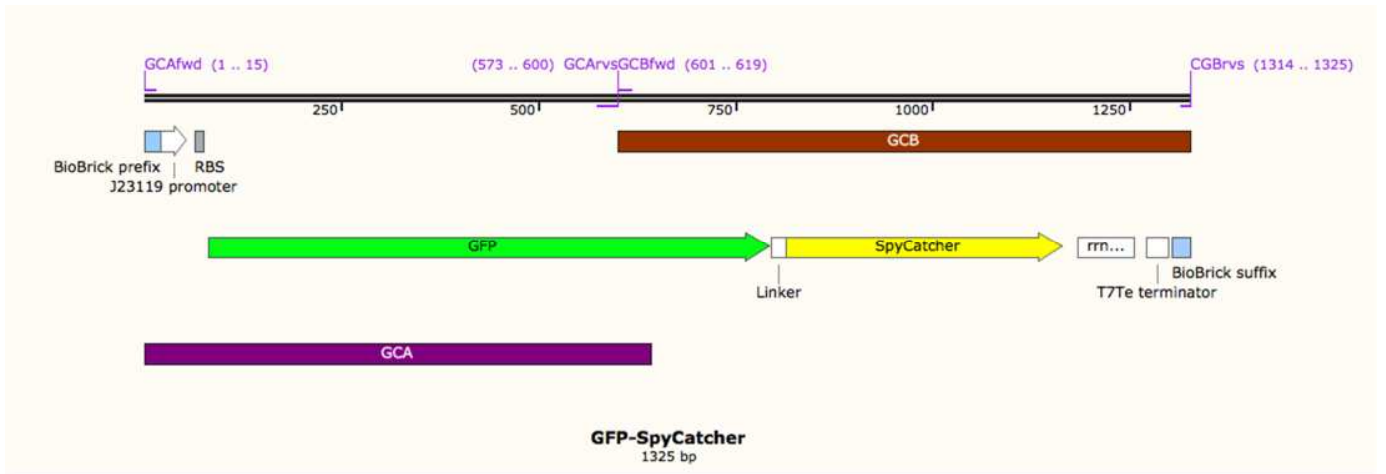 GCAfwd (1 .. 15)
(573 .. 600) GCArvs
GCBfwd (601 .. 619)
CGBrvs (1314 .. 1325)
250
500
750
1000
1250
GCB
BioBrick prefix
RBS
J23119 promoter
GFP
SpyCatcher
rrn...
BioBrick suffix
Linker
T7Te terminator
GCA
GFP-SpyCatcher
1325 bp